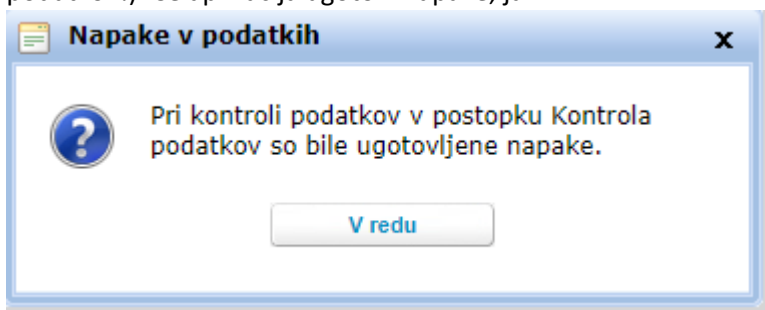 Napake v podatkih
x
Pri kontroli podatkov v postopku Kontrola
podatkov so bile ugotovljene napake.
V redu